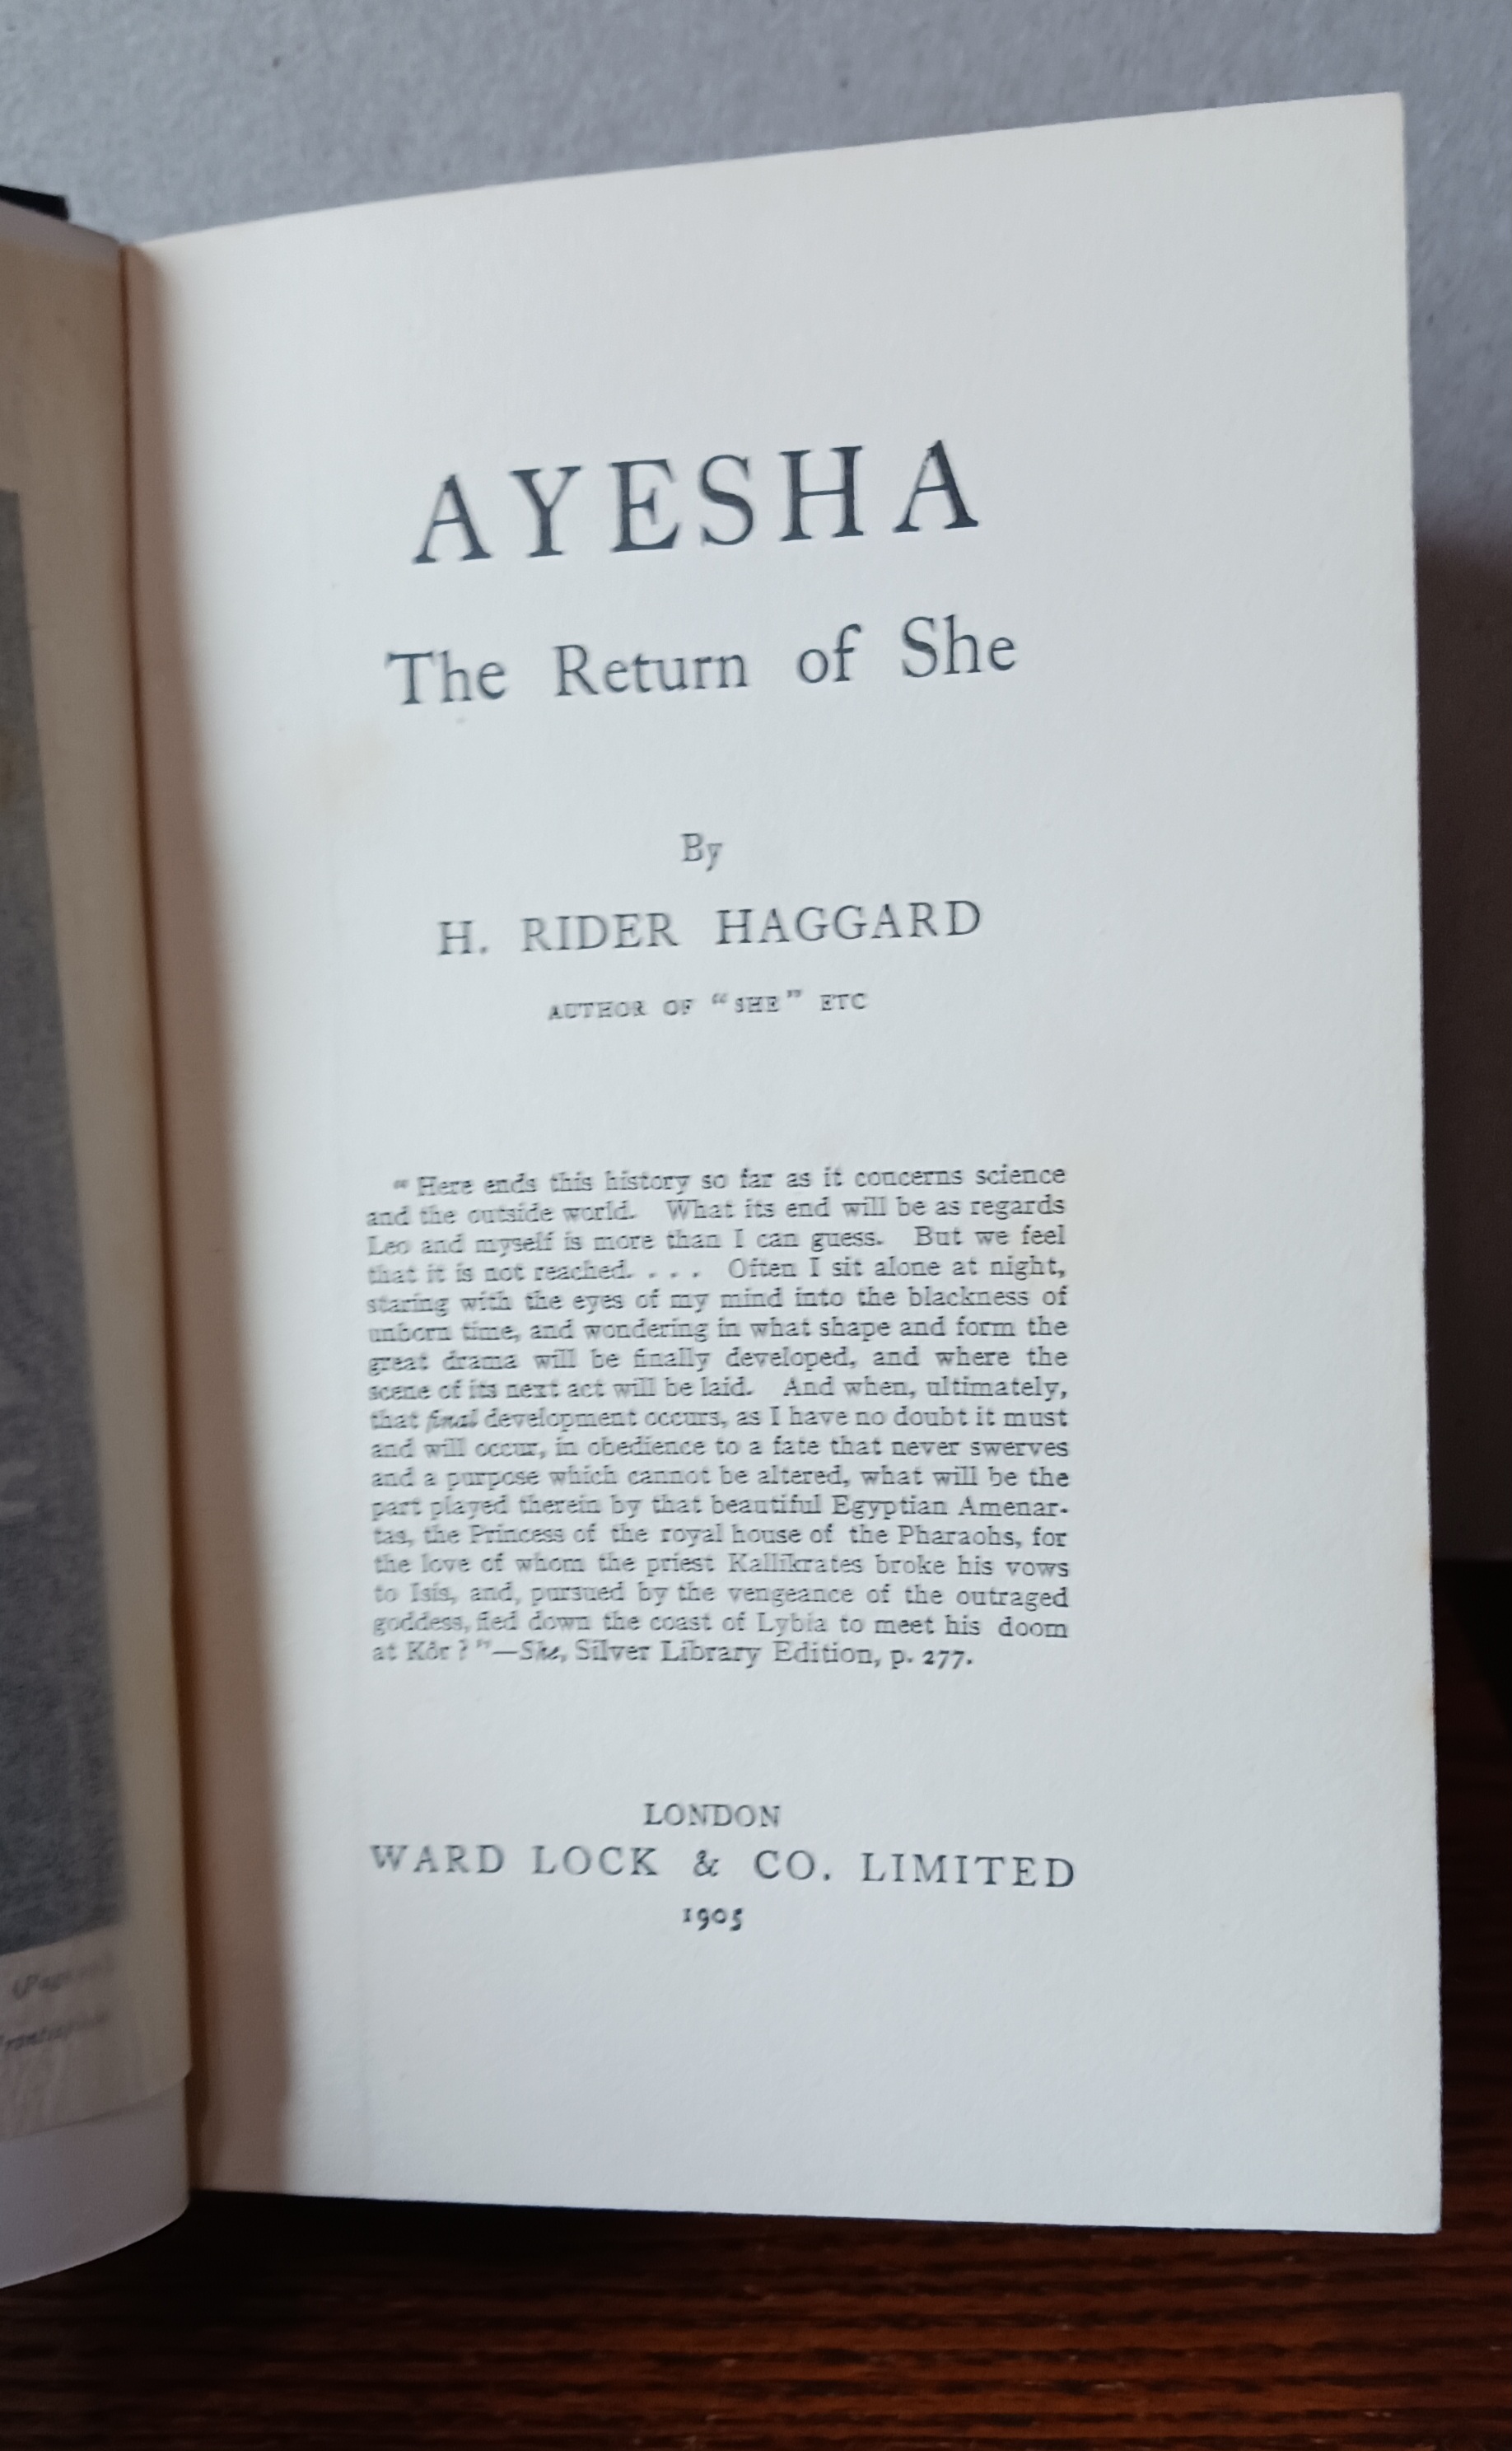 AYESHA
The Return of She
By
H. RIDER HAGGARD
AUTHOR OF "SHE" ETC
"Here ends this history so far as it concerns science
and the outside world. What its end will be as regards
Leo and myself is more than I can guess. But we feel
that it is not reached. . . . Often I sit alone at night,
staring with the eyes of my mind into the blackness of
unborn time, and wondering in what shape and form the
great drama will be finally developed, and where the
scene of its next act will be laid. And when, ultimately,
that final development occurs, as I have no doubt it must
and will occur, in obedience to a fate that never swerves
and a purpose which cannot be altered, what will be the
part played therein by that beautiful Egyptian Amenar-
tas, the Princess of the royal house of the Pharaohs, for
the love of whom the priest Kallikrates broke his vows
to Isis, and, pursued by the vengeance of the outraged
goddess, fled down the coast of Lybia to meet his doom
at Kôr?"—She, Silver Library Edition, p. 277.
LONDON
WARD LOCK & CO. LIMITED
1905